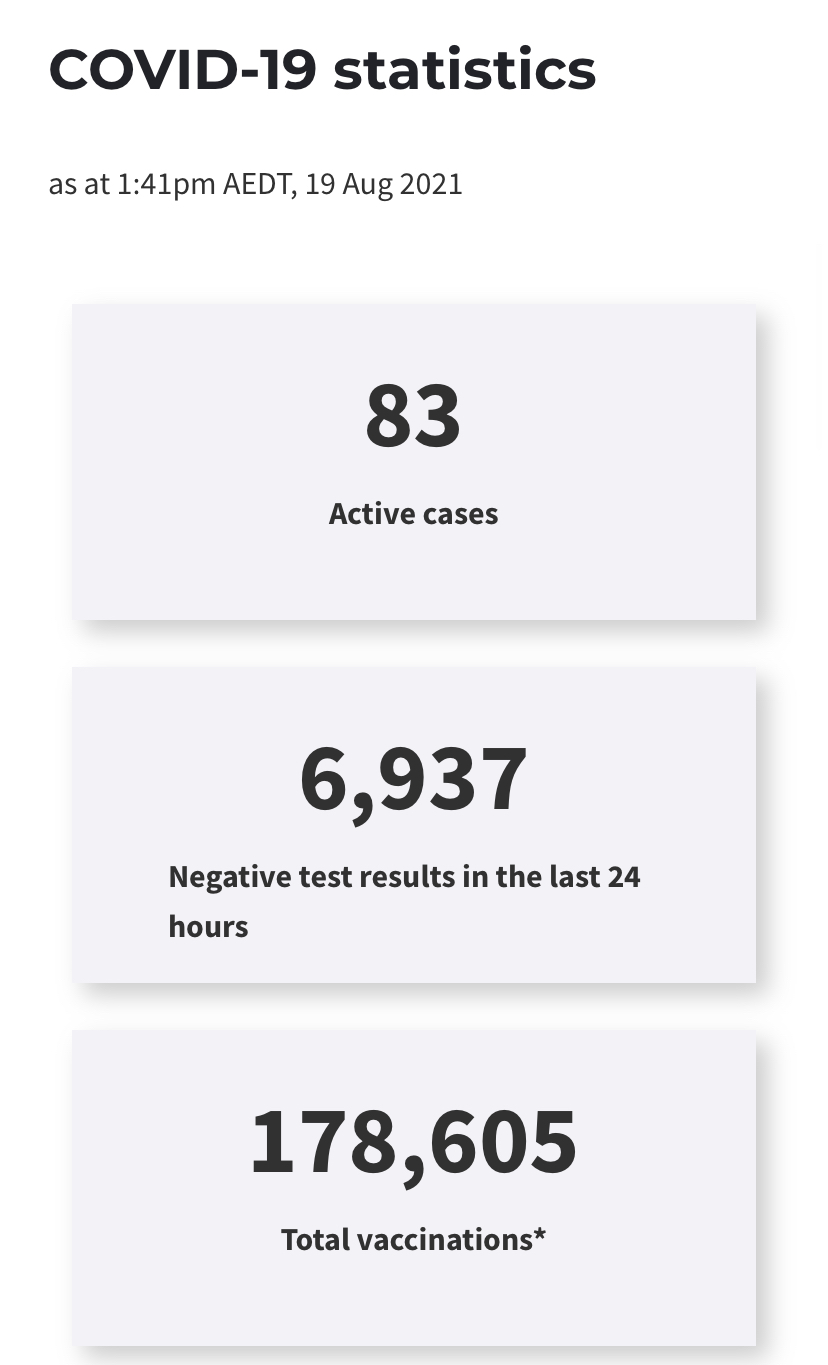 COVID-19 statistics
as at 1:41pm AEDT, 19 Aug 2021
83
Active cases
6,937
Negative test results in the last 24
hours
178,605
Total vaccinations*